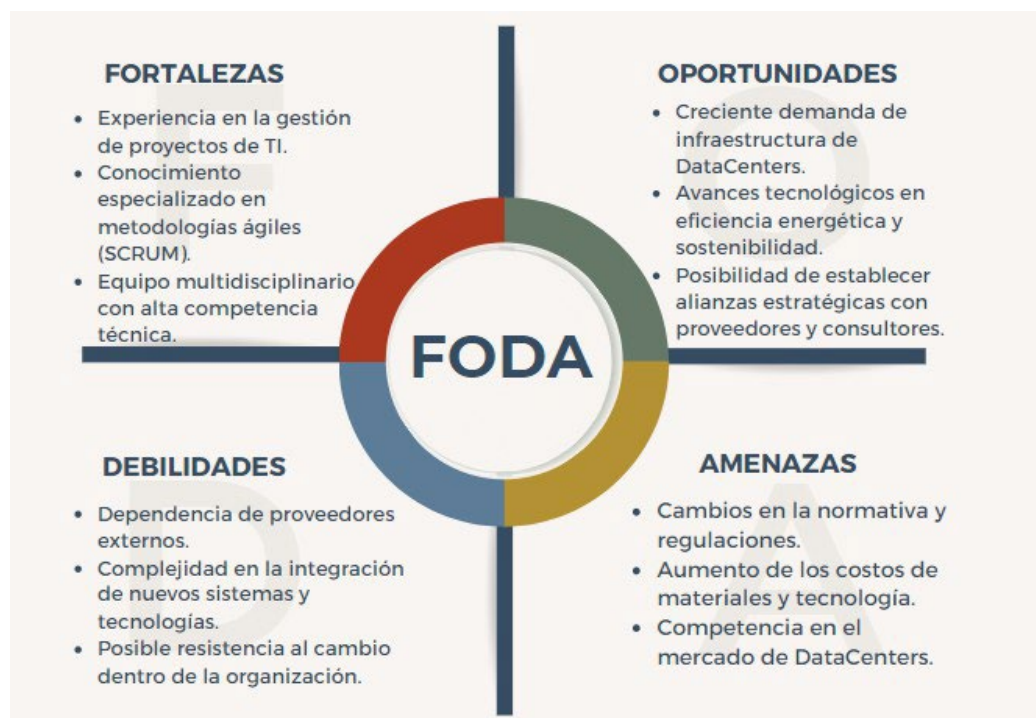 FORTALEZAS
• Experiencia en la gestión
de proyectos de TI.
• Conocimiento
especializado en
metodologías ágiles
(SCRUM).
• Equipo multidisciplinario
con alta competencia
técnica.
OPORTUNIDADES
• Creciente demanda de
infraestructura de
DataCenters.
• Avances tecnológicos en
eficiencia energética y
sostenibilidad.
• Posibilidad de establecer
alianzas estratégicas con
proveedores y consultores.
FODA
DEBILIDADES
• Dependencia de proveedores
externos.
• Complejidad en la integración
de nuevos sistemas y
tecnologías.
• Posible resistencia al cambio
dentro de la organización.
AMENAZAS
• Cambios en la normativa y
regulaciones.
• Aumento de los costos de
materiales y tecnología.
• Competencia en el
mercado de DataCenters.
F
O
D
A